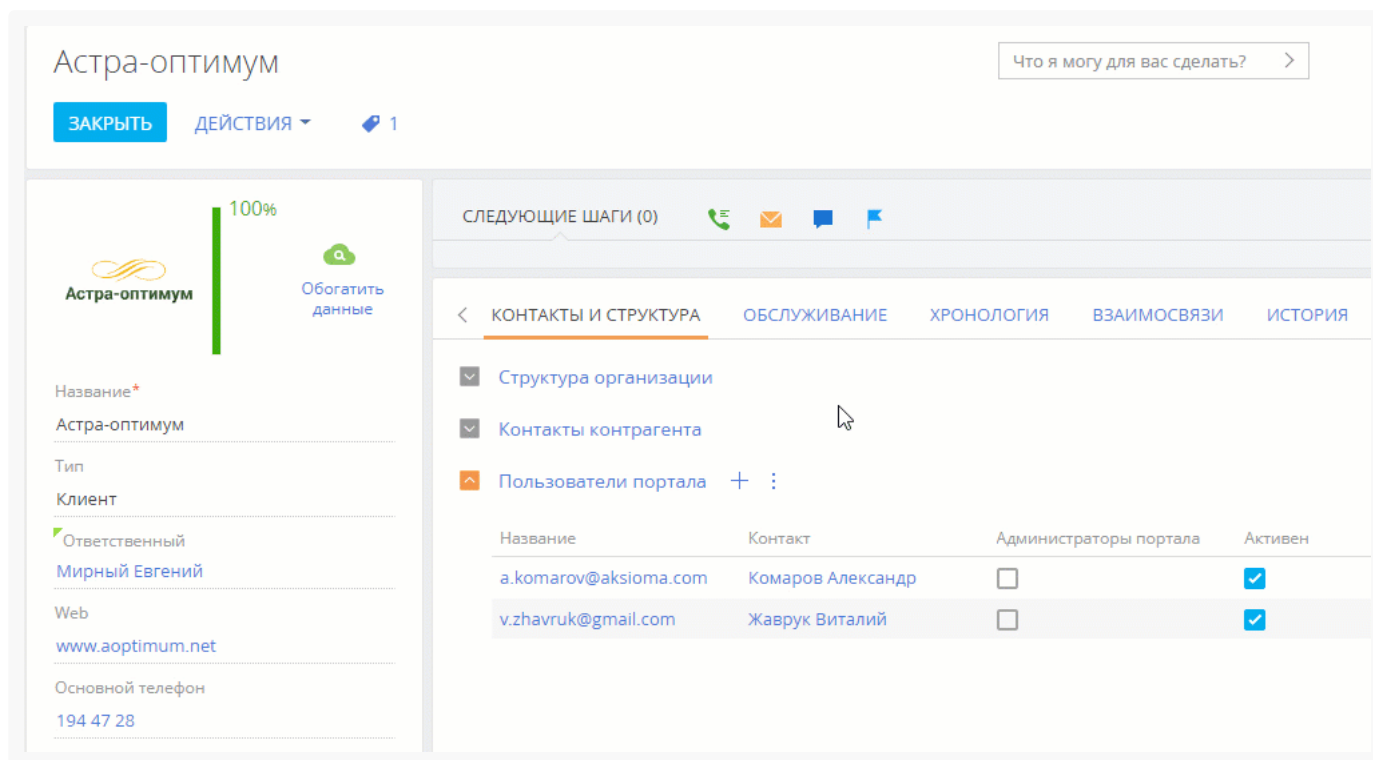 Астра-оптимум
Что я могу для вас сделать?
ЗАКРЫТЬ ДЕЙСТВИЯ 1
100%
Астра-оптимум
Обогатить
данные
Название*
Астра-оптимум
Тип
Клиент
Ответственный
Мирный Евгений
Web
www.aoptimum.net
Основной телефон
194 47 28
СЛЕДУЮЩИЕ ШАГИ (0)
КОНТАКТЫ И СТРУКТУРА ОБСЛУЖИВАНИЕ ХРОНОЛОГИЯ ВЗАИМОСВЯЗИ ИСТОРИЯ
Структура организации
Контакты контрагента
Пользователи портала
Название Контакт Администраторы портала Активен
a.komarov@aksioma.com Комаров Александр
v.zhavruk@gmail.com Жаврук Виталий